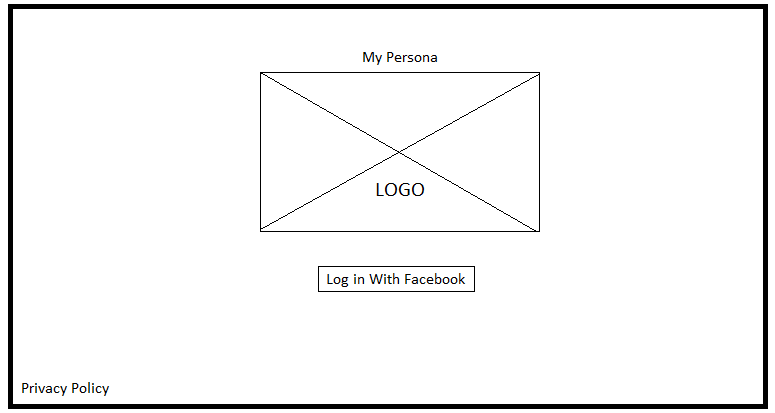 My Persona
LOGO
Log in With Facebook
Privacy Policy